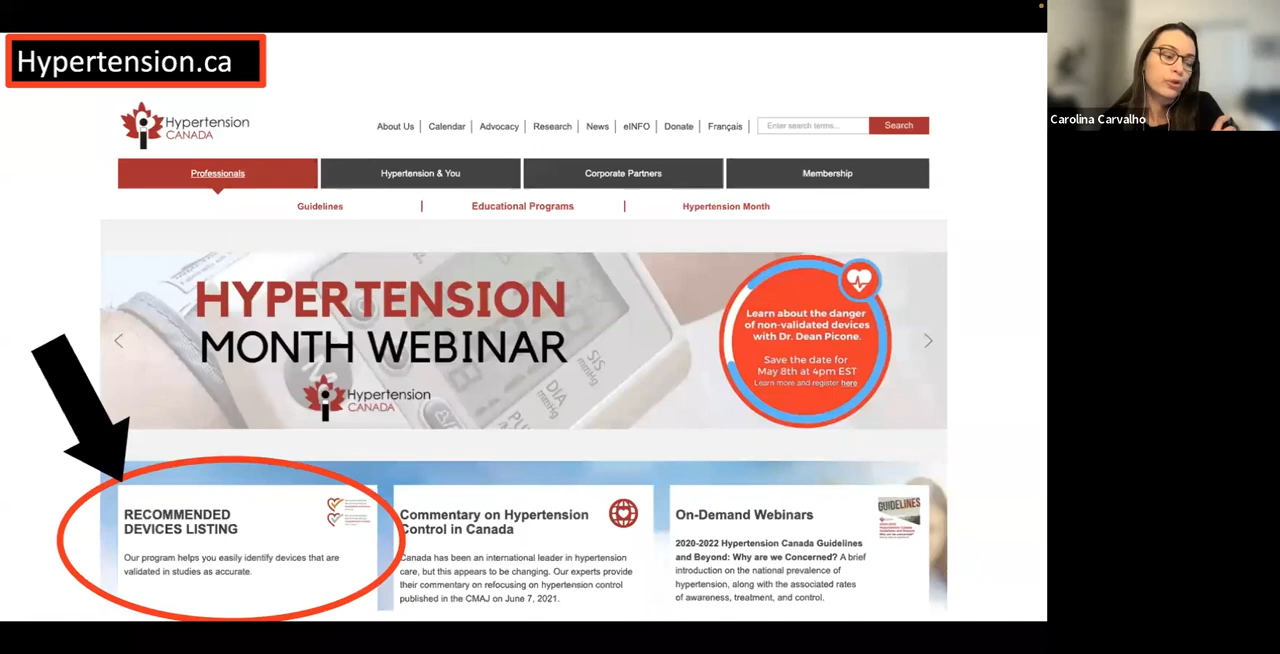 Hypertension.ca
Hypertension
CANADA
About Us | Calendar | Advocacy | Research | News | eINFO | Donate | Français |
Enter search terms...
Search
Professionals
Hypertension & You
Corporate Partners
Membership
Guidelines | Educational Programs | Hypertension Month
HYPERTENSION
MONTH WEBINAR
Hypertension
CANADA
SIS
mmHg
DIA
mmHg
Learn about the danger
of non-validated devices
with Dr. Dean Picone.
Save the date for
May 8th at 4pm EST
Learn more and register here
RECOMMENDED
DEVICES LISTING
Our program helps you easily identify devices that are
validated in studies as accurate.
Commentary on Hypertension
Control in Canada
Canada has been an international leader in hypertension
care, but this appears to be changing. Our experts provide
their commentary on refocusing on hypertension control
published in the CMAJ on June 7, 2021.
On-Demand Webinars
GUIDELINES
2020-2022 Hypertension Canada Guidelines
and Beyond: Why are we Concerned? A brief
introduction on the national prevalence of
hypertension, along with the associated rates
of awareness, treatment, and control.
Carolina Carvalho